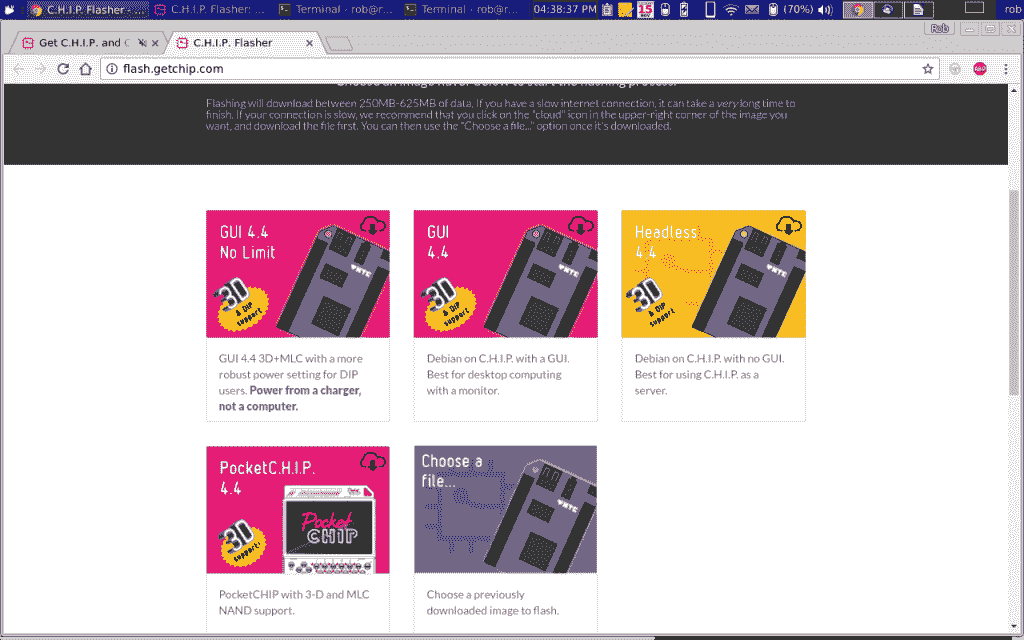 C.H.I.P. Flasher - ...
C.H.I.P. Flasher: ...
Terminal - rob@r...
Terminal - rob@r...
04:38:37 PM
15
(70%)
rob
Get C.H.I.P. and C
C.H.I.P. Flasher
Rob
flash.getchip.com
Choose an image flavor below to start the flashing process.
Flashing will download between 250MB-625MB of data. If you have a slow internet connection, it can take a very long time to
finish. If your connection is slow, we recommend that you click on the "cloud" icon in the upper-right corner of the image you
want, and download the file first. You can then use the "Choose a file..." option once it's downloaded.
GUI 4.4
No Limit
3D
& DIP
support
GUI 4.4 3D+MLC with a more
robust power setting for DIP
users. Power from a charger,
not a computer.
GUI
4.4
NTC
3D
& DIP
support
Debian on C.H.I.P. with a GUI.
Best for desktop computing
with a monitor.
Headless
4.4
NTC
3D
& DIP
support
Debian on C.H.I.P. with no GUI.
Best for using C.H.I.P. as a
server.
PocketC.H.I.P.
4.4
3D
support!
Pocket
CHIP
PocketCHIP with 3-D and MLC
NAND support.
Choose a
file...
NTC
Choose a previously
downloaded image to flash.